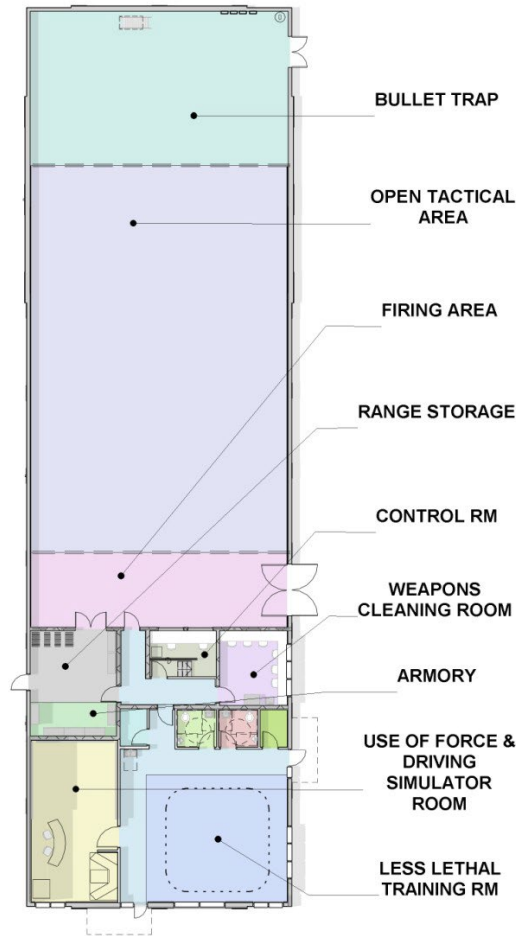 BULLET TRAP
OPEN TACTICAL
AREA
FIRING AREA
RANGE STORAGE
CONTROL RM
WEAPONS
CLEANING ROOM
ARMORY
USE OF FORCE &
DRIVING
SIMULATOR
ROOM
LESS LETHAL
TRAINING RM